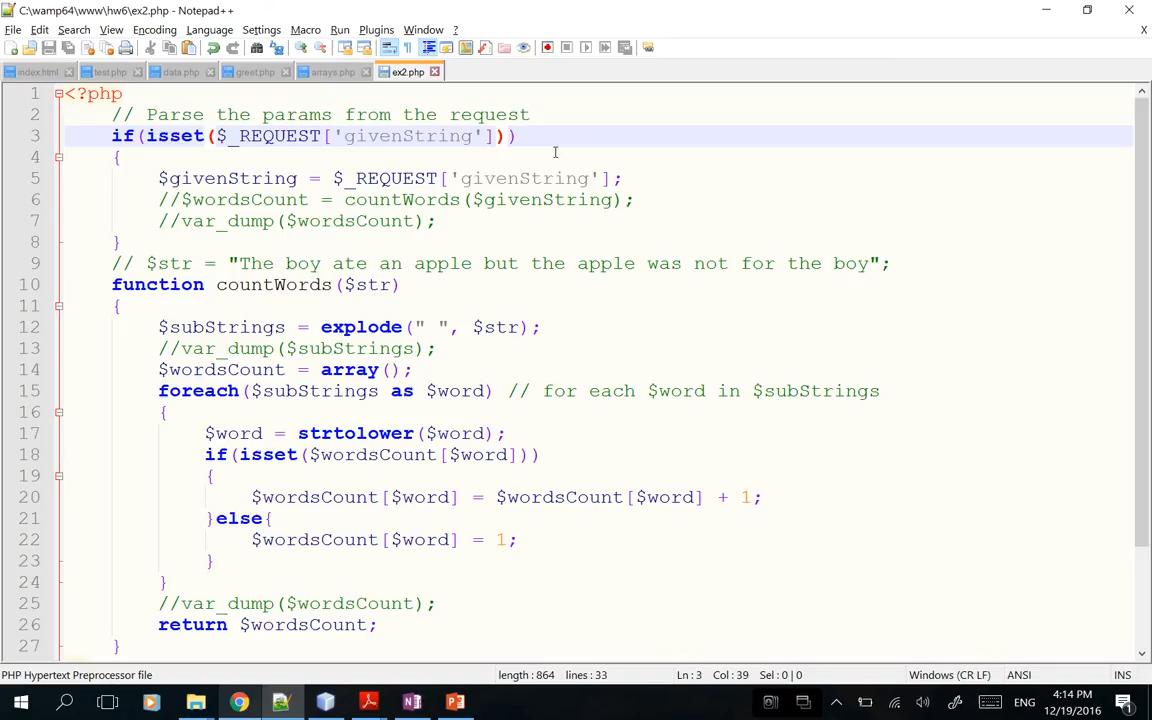 C:\wamp64\www\hw6\ex2.php - Notepad++
File Edit Search View Encoding Language Settings Macro Run Plugins Window ? X
index.html test.php data.php greet.php arrays.php ex2.php
1 <?php
2 // Parse the params from the request
3 if(isset($_REQUEST['givenString']))
4 {
5 $givenString = $_REQUEST['givenString'];
6 //$wordsCount = countWords($givenString);
7 //var_dump($wordsCount);
8 }
9 // $str = "The boy ate an apple but the apple was not for the boy";
10 function countWords($str)
11 {
12 $subStrings = explode(" ", $str);
13 //var_dump($subStrings);
14 $wordsCount = array();
15 foreach($subStrings as $word) // for each $word in $subStrings
16 {
17 $word = strtolower($word);
18 if(isset($wordsCount[$word]))
19 {
20 $wordsCount[$word] = $wordsCount[$word] + 1;
21 }else{
22 $wordsCount[$word] = 1;
23 }
24 }
25 //var_dump($wordsCount);
26 return $wordsCount;
27 }
PHP Hypertext Preprocessor file length : 864 lines : 33 Ln : 3 Col : 39 Sel : 0 | 0 Windows (CR LF) ANSI INS
ENG 4:14 PM
12/19/2016